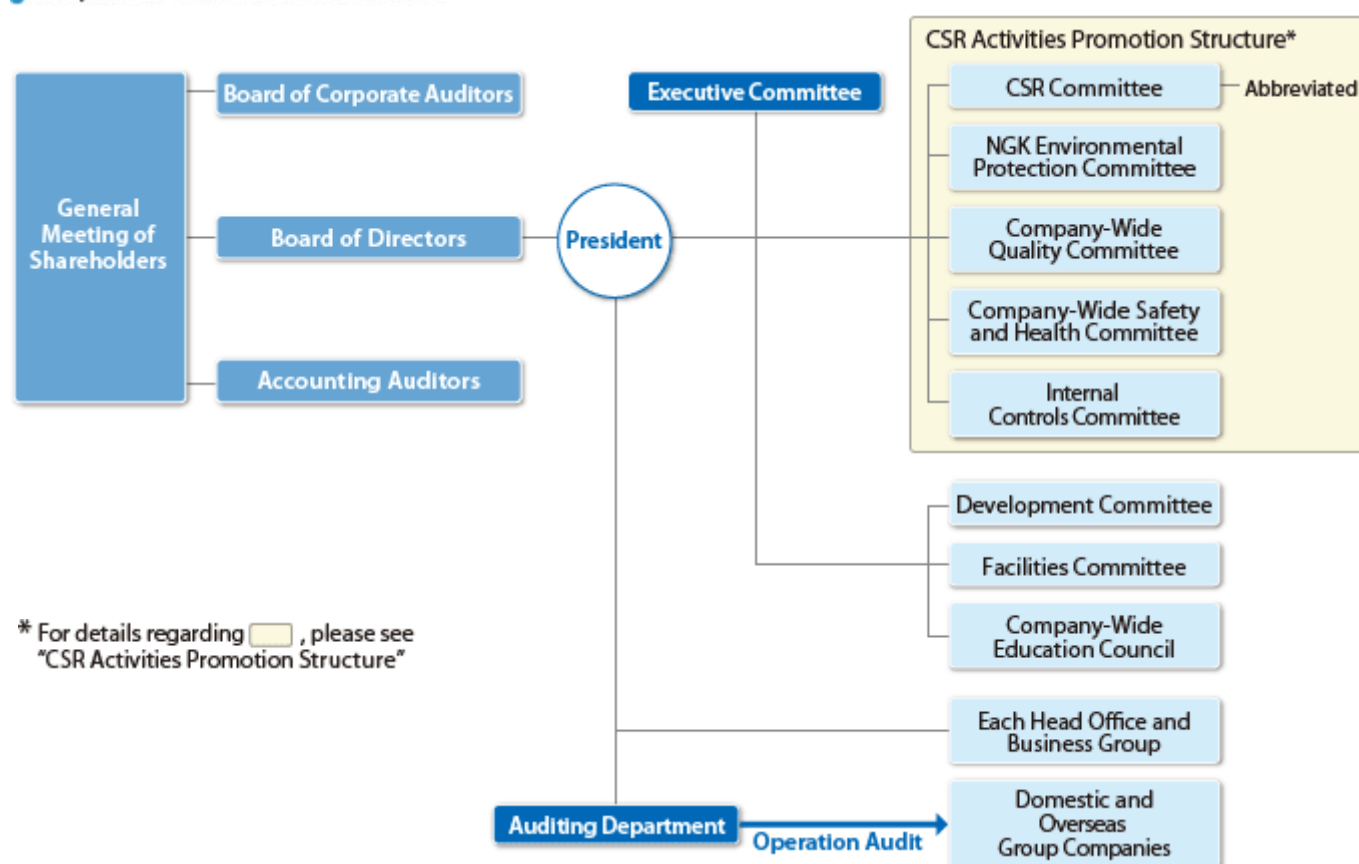 CSR Activities Promotion Structure*
General
Meeting of
Shareholders
Board of Corporate Auditors
Board of Directors
Accounting Auditors
President
Executive Committee
CSR Committee
Abbreviated
NGK Environmental
Protection Committee
Company-Wide
Quality Committee
Company-Wide Safety
and Health Committee
Internal
Controls Committee
Development Committee
Facilities Committee
Company-Wide
Education Council
* For details regarding , please see
"CSR Activities Promotion Structure"
Each Head Office and
Business Group
Auditing Department
Operation Audit
Domestic and
Overseas
Group Companies